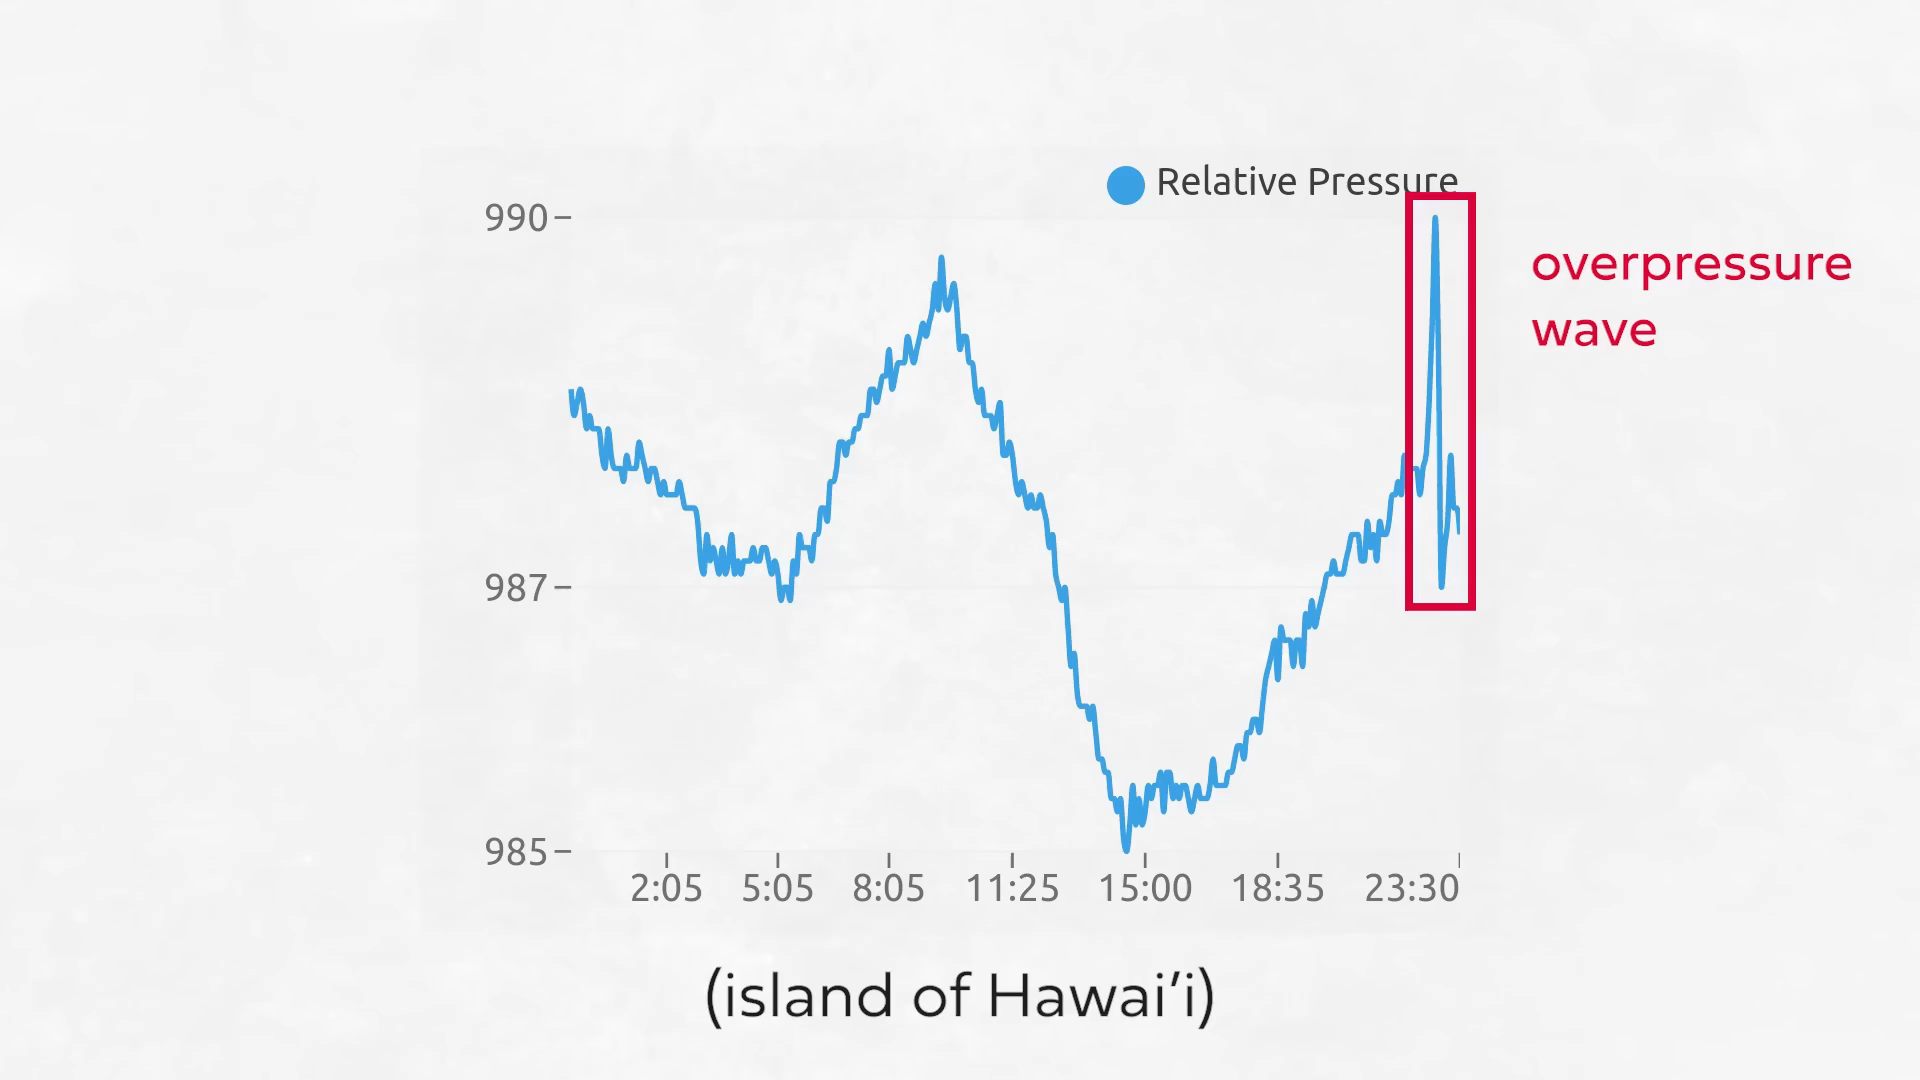 Relative Pressure
990
overpressure
wave
987
985
2:05 5:05 8:05 11:25 15:00 18:35 23:30
(island of Hawaiʻi)